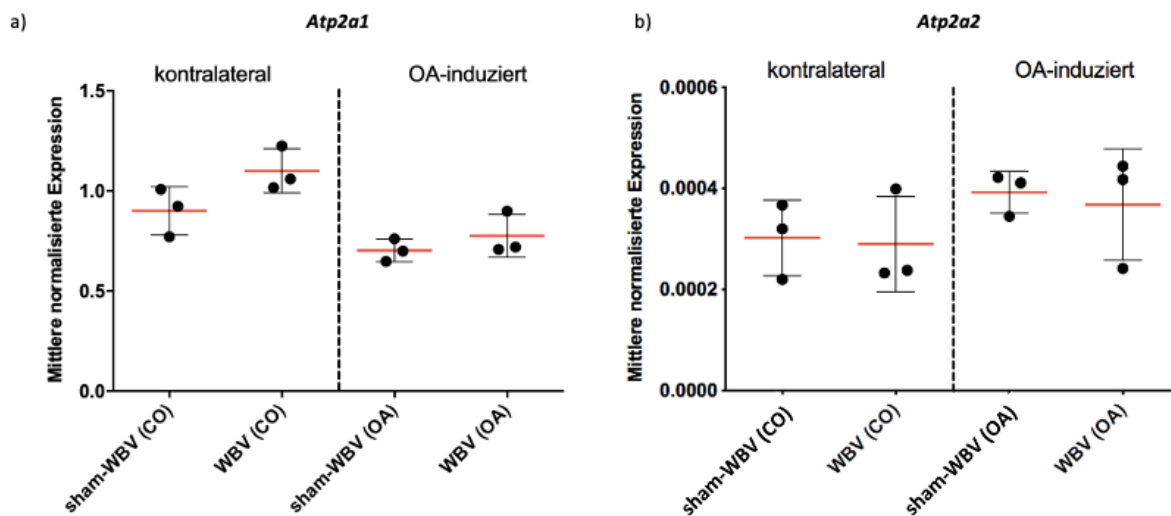 a)
Atp2a1
kontralateral
OA-induziert
Mittlere normalisierte Expression
1.5
1.0
0.5
0.0
sham-WBV (CO)
WBV (CO)
sham-WBV (OA)
WBV (OA)
b)
Atp2a2
kontralateral
OA-induziert
Mittlere normalisierte Expression
0.0006
0.0004
0.0002
0.0000
sham-WBV (CO)
WBV (CO)
sham-WBV (OA)
WBV (OA)